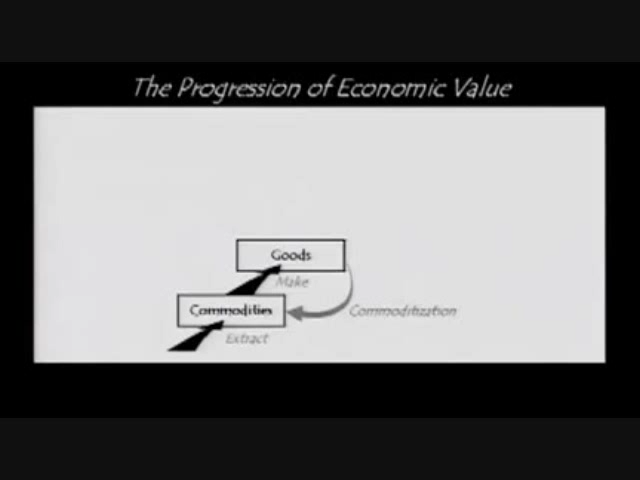 The Progression of Economic Value
Goods
Make
Commodities
Commoditization
Extract